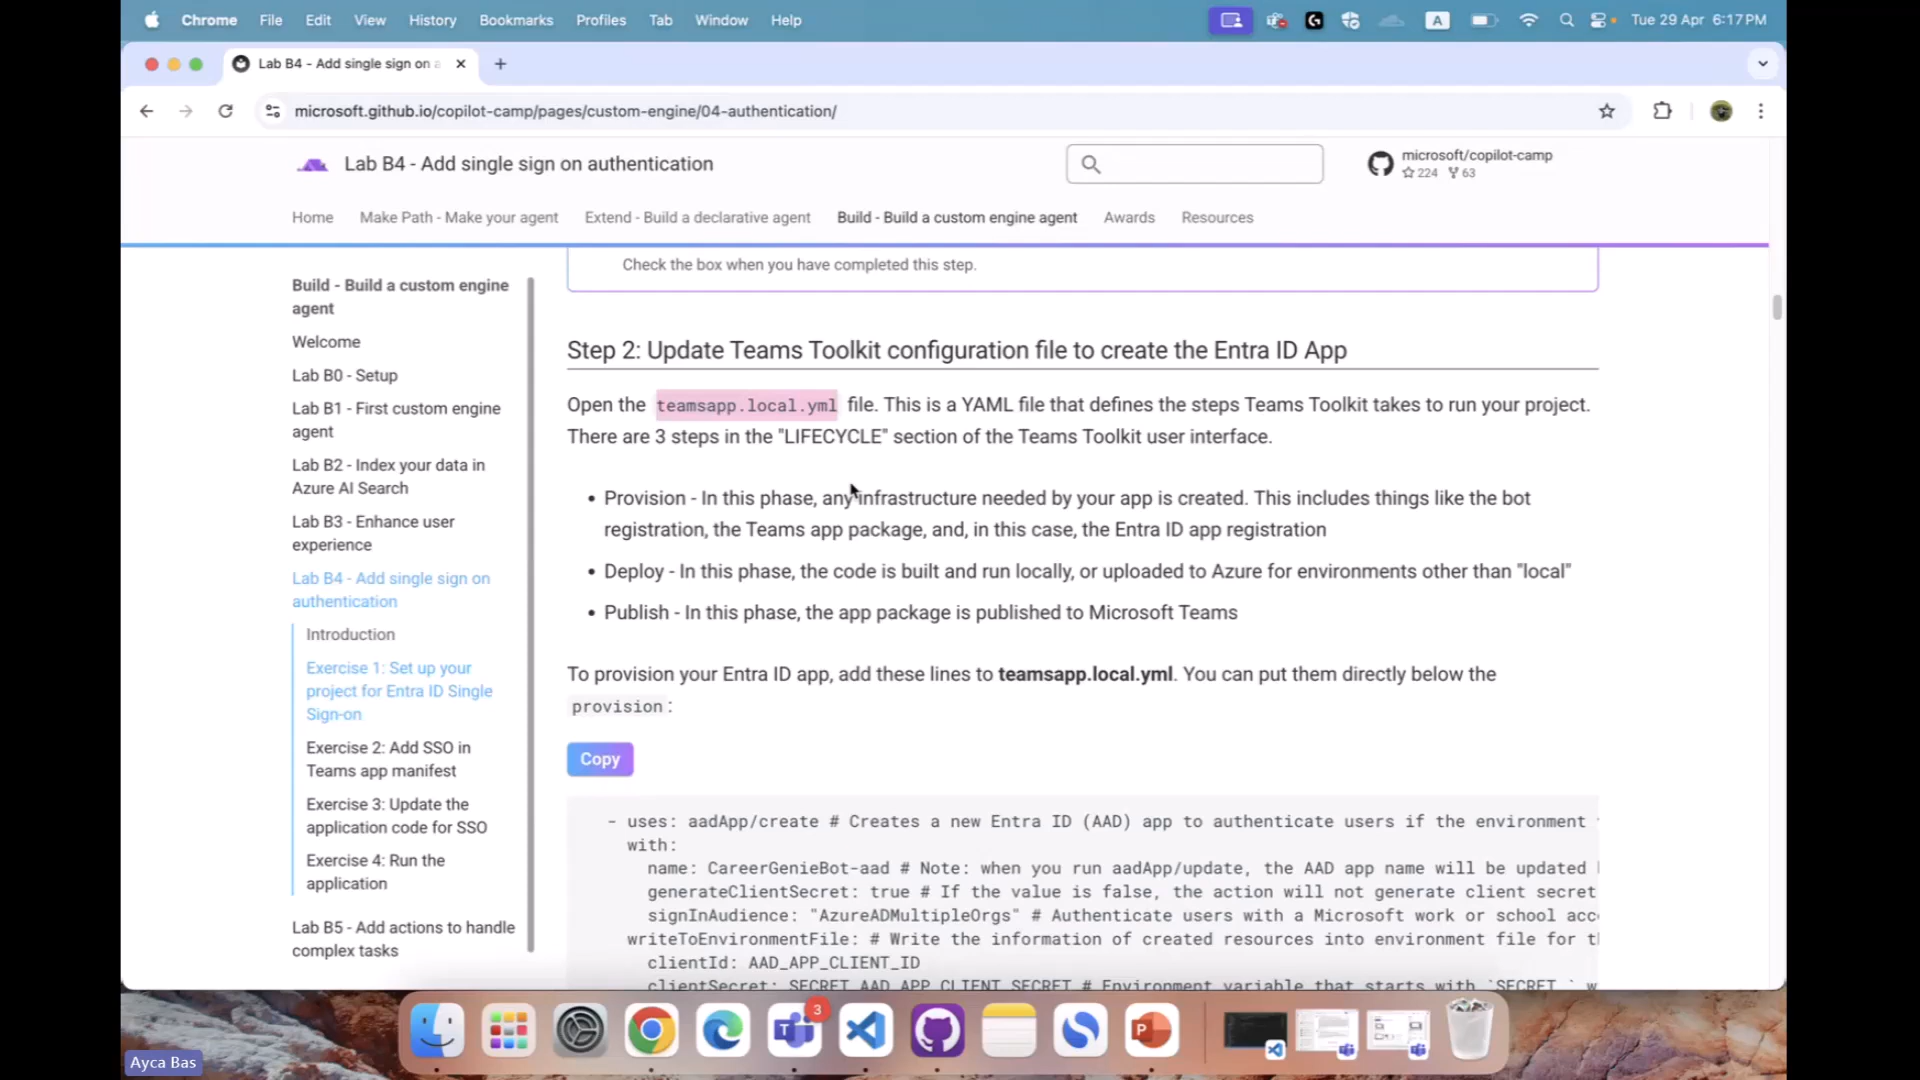 Chrome File Edit View History Bookmarks Profiles Tab Window Help
A
Tue 29 Apr 6:17 PM
Lab B4 - Add single sign on a
microsoft.github.io/copilot-camp/pages/custom-engine/04-authentication/
Lab B4 - Add single sign on authentication
microsoft/copilot-camp
224 63
Home Make Path - Make your agent Extend - Build a declarative agent Build - Build a custom engine agent Awards Resources
Build - Build a custom engine
agent
Welcome
Lab B0 - Setup
Lab B1 - First custom engine
agent
Lab B2 - Index your data in
Azure AI Search
Lab B3 - Enhance user
experience
Lab B4 - Add single sign on
authentication
Introduction
Exercise 1: Set up your
project for Entra ID Single
Sign-on
Exercise 2: Add SSO in
Teams app manifest
Exercise 3: Update the
application code for SSO
Exercise 4: Run the
application
Lab B5 - Add actions to handle
complex tasks
Check the box when you have completed this step.
Step 2: Update Teams Toolkit configuration file to create the Entra ID App
Open the teamsapp.local.yml file. This is a YAML file that defines the steps Teams Toolkit takes to run your project.
There are 3 steps in the "LIFECYCLE" section of the Teams Toolkit user interface.
• Provision - In this phase, any infrastructure needed by your app is created. This includes things like the bot
registration, the Teams app package, and, in this case, the Entra ID app registration
• Deploy - In this phase, the code is built and run locally, or uploaded to Azure for environments other than "local"
• Publish - In this phase, the app package is published to Microsoft Teams
To provision your Entra ID app, add these lines to teamsapp.local.yml. You can put them directly below the
provision:
Copy
- uses: aadApp/create # Creates a new Entra ID (AAD) app to authenticate users if the environment
with:
name: CareerGenieBot-aad # Note: when you run aadApp/update, the AAD app name will be updated
generateClientSecret: true # If the value is false, the action will not generate client secret
signInAudience: "AzureADMultipleOrgs" # Authenticate users with a Microsoft work or school acc
writeToEnvironmentFile: # Write the information of created resources into environment file for t
clientId: AAD_APP_CLIENT_ID
clientSecret: SECRET_AAD_APP_CLIENT_SECRET # Environment variable that starts with `SECRET_` w
3
T
P
Ayca Bas